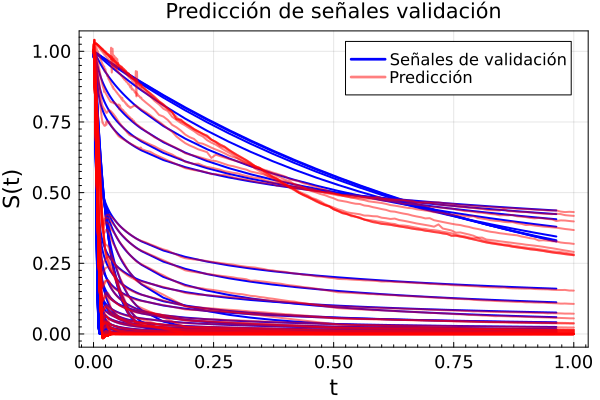 Predicción de señales validación
Señales de validación
Predicción
S(t)
1.00
0.75
0.50
0.25
0.00
0.00 0.25 0.50 0.75 1.00
t